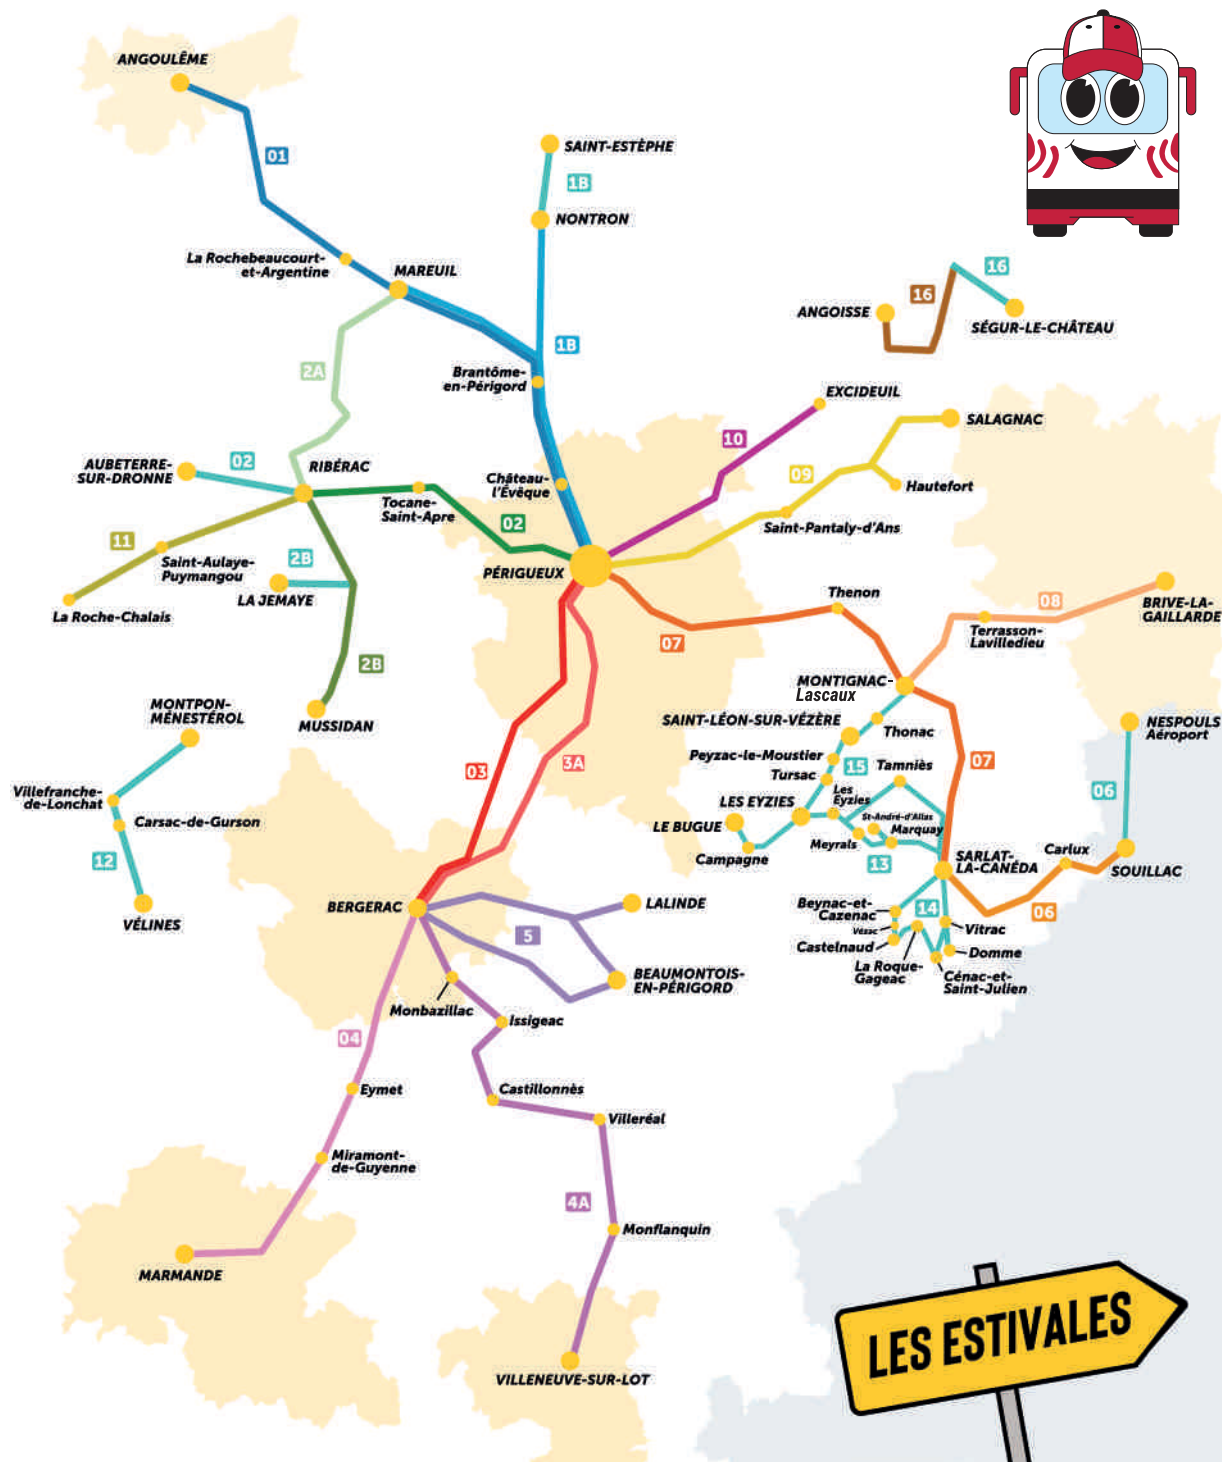 ANGOULÊME
01
SAINT-ESTÈPHE
1B
NONTRON
La Rochebeaucourt-
et-Argentine
MAREUIL
16
16
ANGOISSE
SÉGUR-LE-CHÂTEAU
1B
2A
Brantôme-
en-Périgord
EXCIDEUIL
10
SALAGNAC
AUBETERRE-
SUR-DRONNE
02
RIBÉRAC
Château-
l'Évêque
09
Hautefort
Tocane-
Saint-Apre
02
Saint-Pantaly-d'Ans
11
Saint-Aulaye-
Puymangou
2B
LA JEMAYE
PÉRIGUEUX
La Roche-Chalais
Thenon
08
BRIVE-LA-
GAILLARDE
07
Terrasson-
Lavilledieu
2B
MUSSIDAN
MONTIGNAC-
Lascaux
MONTPON-
MÉNESTÉROL
SAINT-LÉON-SUR-VÉZÈRE
Thonac
NESPOULS
Aéroport
Peyzac-le-Moustier
15
Tamniès
07
03
3A
Tursac
Villefranche-
de-Lonchat
Les
Eyzies
06
LES EYZIES
St-André-d'Allas
LE BUGUE
Marquay
Carsac-de-Gurson
Meyrals
Campagne
13
SARLAT-
LA-CANÉDA
Carlux
SOUILLAC
12
VÉLINES
BERGERAC
LALINDE
Beynac-et-
Cazenac
14
06
Vézac
Vitrac
5
Castelnaud
Domme
La Roque-
Gageac
Cénac-et-
Saint-Julien
BEAUMONTOIS-
EN-PÉRIGORD
Monbazillac
Issigeac
04
Eymet
Castillonnès
Villeréal
Miramont-
de-Guyenne
4A
Monflanquin
MARMANDE
VILLENEUVE-SUR-LOT
LES ESTIVALES